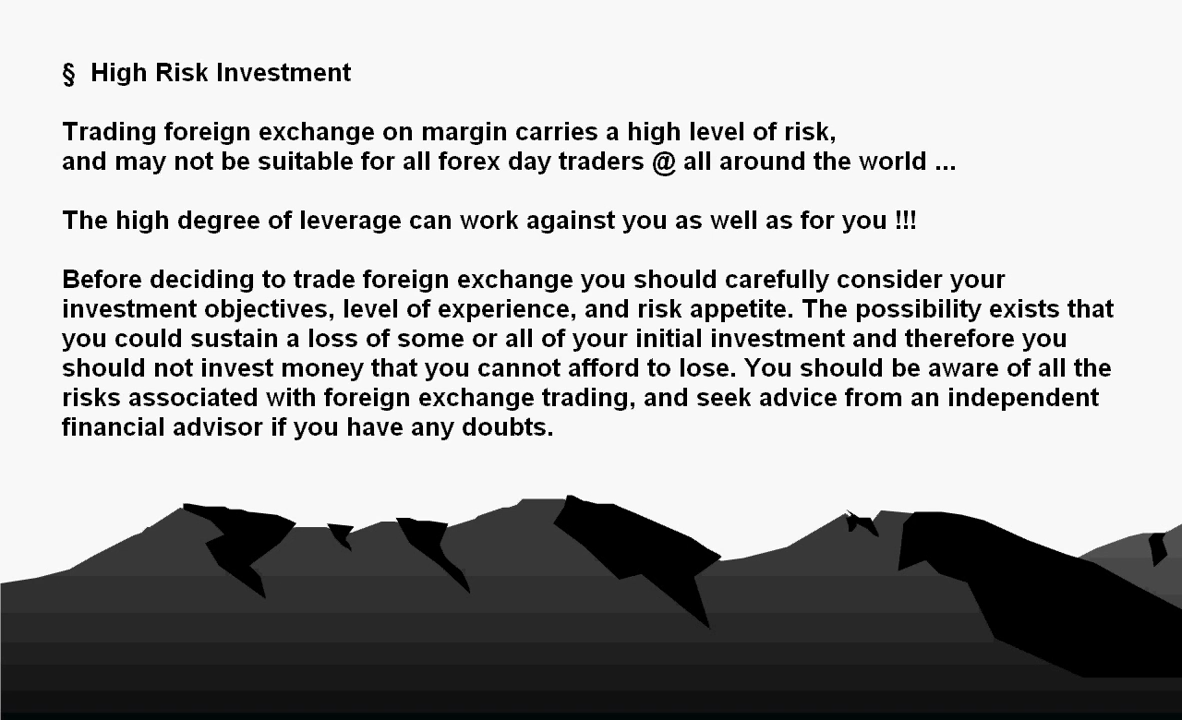 § High Risk Investment
Trading foreign exchange on margin carries a high level of risk,
and may not be suitable for all forex day traders @ all around the world ...
The high degree of leverage can work against you as well as for you !!!
Before deciding to trade foreign exchange you should carefully consider your
investment objectives, level of experience, and risk appetite. The possibility exists that
you could sustain a loss of some or all of your initial investment and therefore you
should not invest money that you cannot afford to lose. You should be aware of all the
risks associated with foreign exchange trading, and seek advice from an independent
financial advisor if you have any doubts.